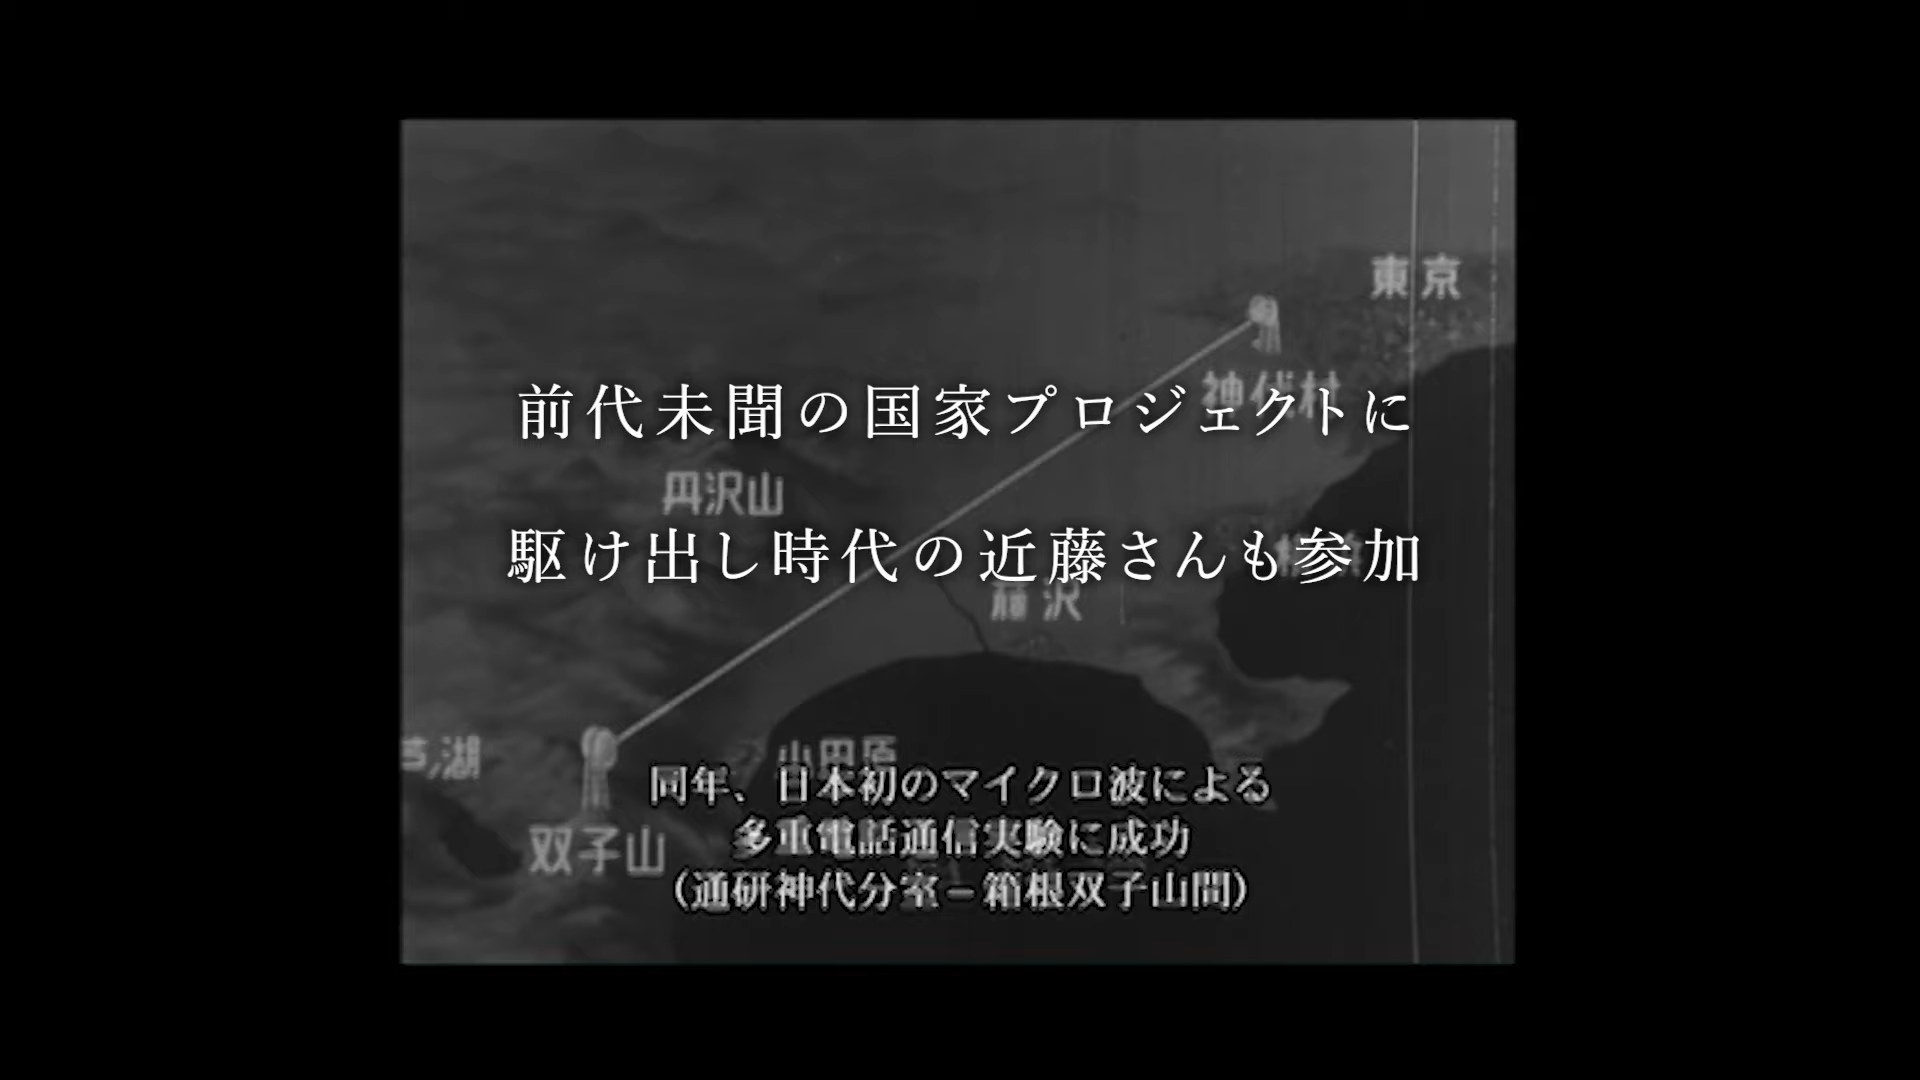 東京
神代村
前代未聞の国家プロジェクトに
丹沢山
駆け出し時代の近藤さんも参加
藤沢
小田原
同年、日本初のマイクロ波による
多重電話通信実験に成功
双子山
(通研神代分室－箱根双子山間)